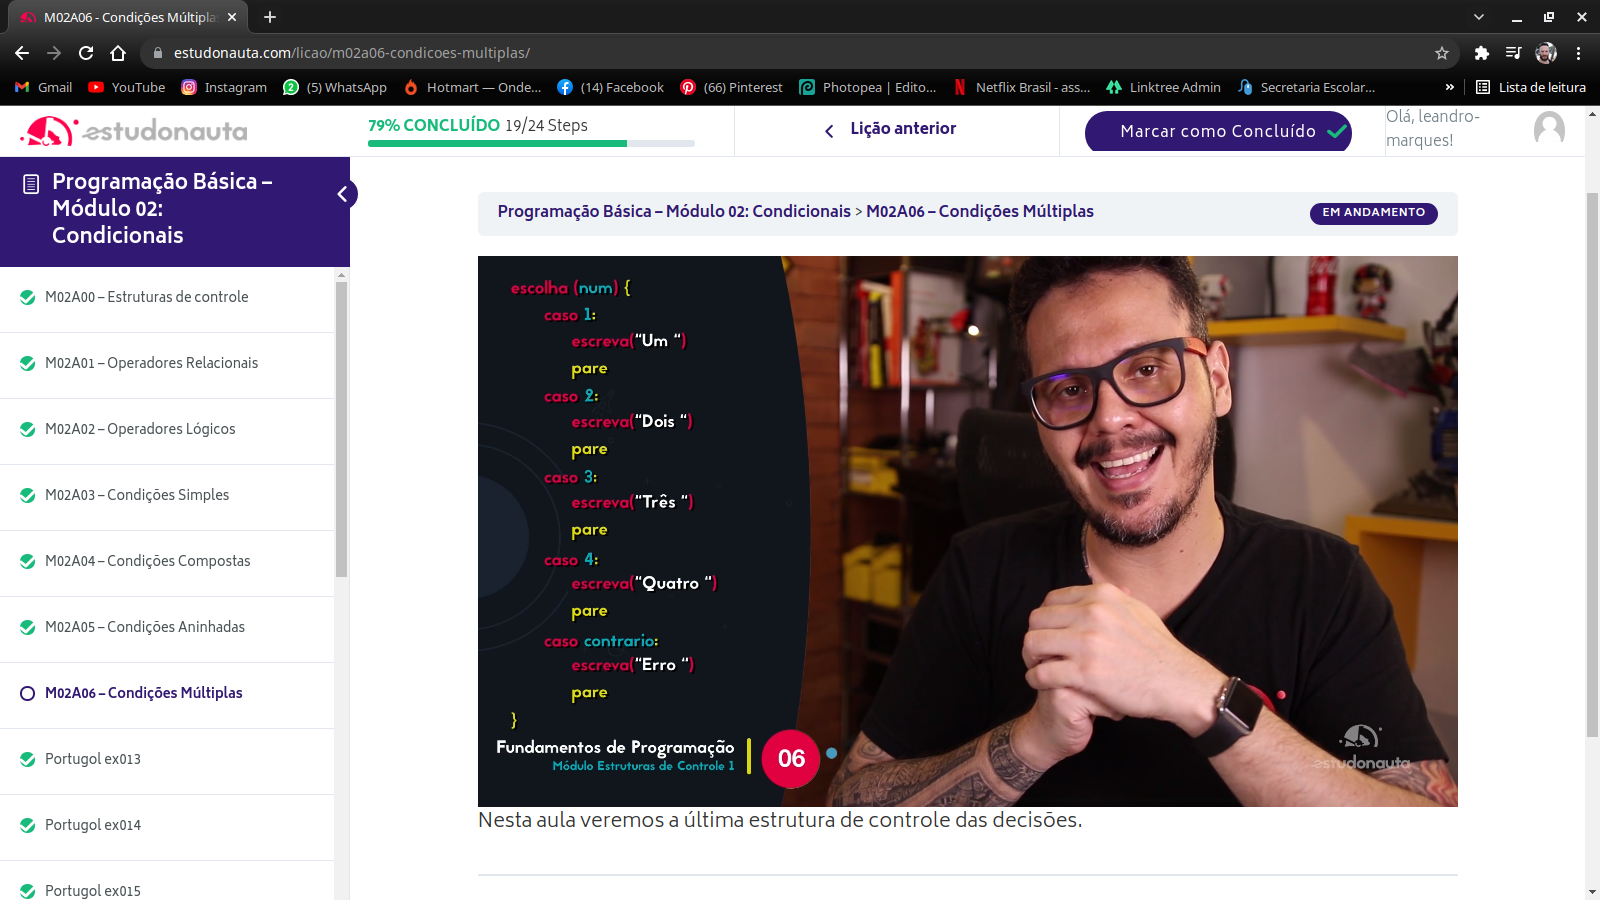 M02A06 - Condições Múltipla
estudonauta.com/licao/m02a06-condicoes-multiplas/
Gmail
YouTube
Instagram
(5) WhatsApp
Hotmart — Onde...
(14) Facebook
(66) Pinterest
Photopea | Edito...
Netflix Brasil - ass...
Linktree Admin
Secretaria Escolar...
»
Lista de leitura
estudonauta
79% CONCLUÍDO 19/24 Steps
Lição anterior
Marcar como Concluído
Olá, leandro-
marques!
Programação Básica –
Módulo 02:
Condicionais
M02A00 – Estruturas de controle
M02A01 – Operadores Relacionais
M02A02 – Operadores Lógicos
M02A03 – Condições Simples
M02A04 – Condições Compostas
M02A05 – Condições Aninhadas
M02A06 – Condições Múltiplas
Portugol ex013
Portugol ex014
Portugol ex015
Programação Básica – Módulo 02: Condicionais > M02A06 – Condições Múltiplas
EM ANDAMENTO
escolha (num) {
caso 1:
escreva("Um ")
pare
caso 2:
escreva("Dois ")
pare
caso 3:
escreva("Três ")
pare
caso 4:
escreva("Quatro ")
pare
caso contrario:
escreva("Erro ")
pare
}
Fundamentos de Programação
Módulo Estruturas de Controle 1
06
estudonauta
Nesta aula veremos a última estrutura de controle das decisões.